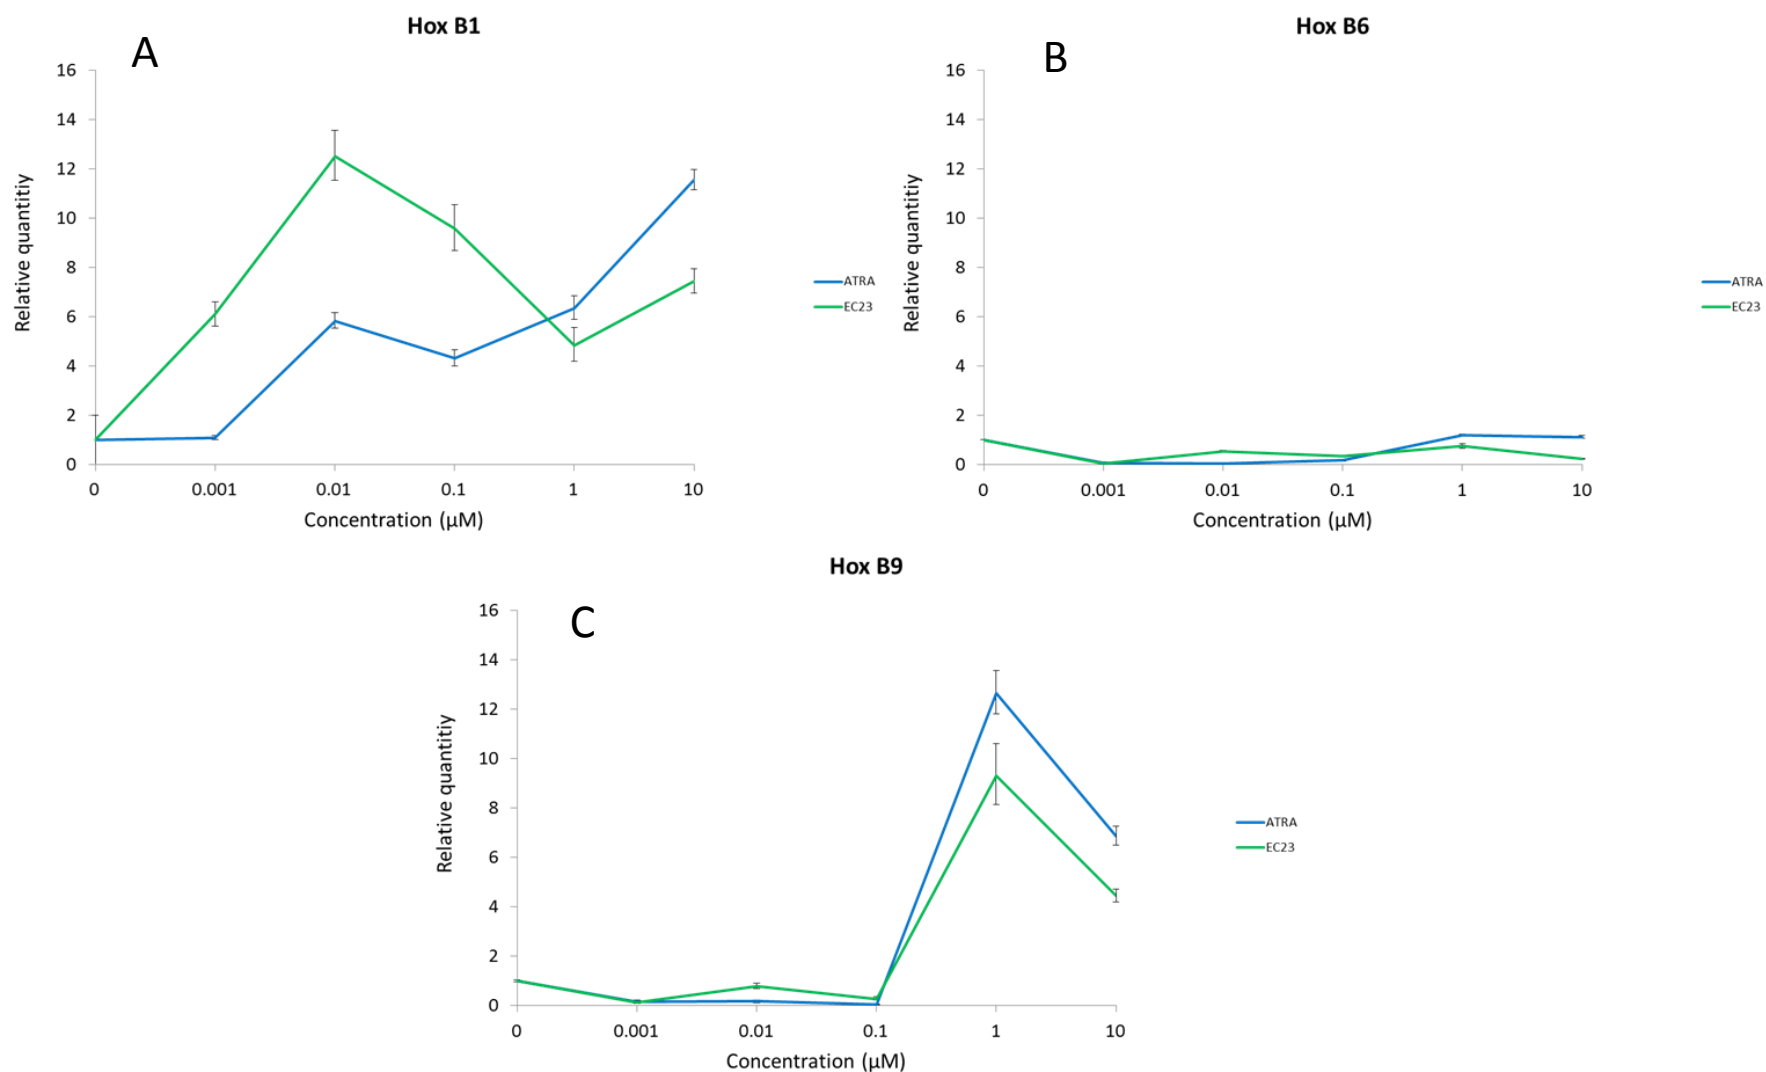 Hox B1
A
16
14
12
10
8
6
4
2
0
Relative quantitiy
0 0.001 0.01 0.1 1 10
Concentration (µM)
ATRA
EC23
Hox B6
B
16
14
12
10
8
6
4
2
0
Relative quantitiy
0 0.001 0.01 0.1 1 10
Concentration (µM)
ATRA
EC23
Hox B9
C
16
14
12
10
8
6
4
2
0
Relative quantitiy
0 0.001 0.01 0.1 1 10
Concentration (µM)
ATRA
EC23